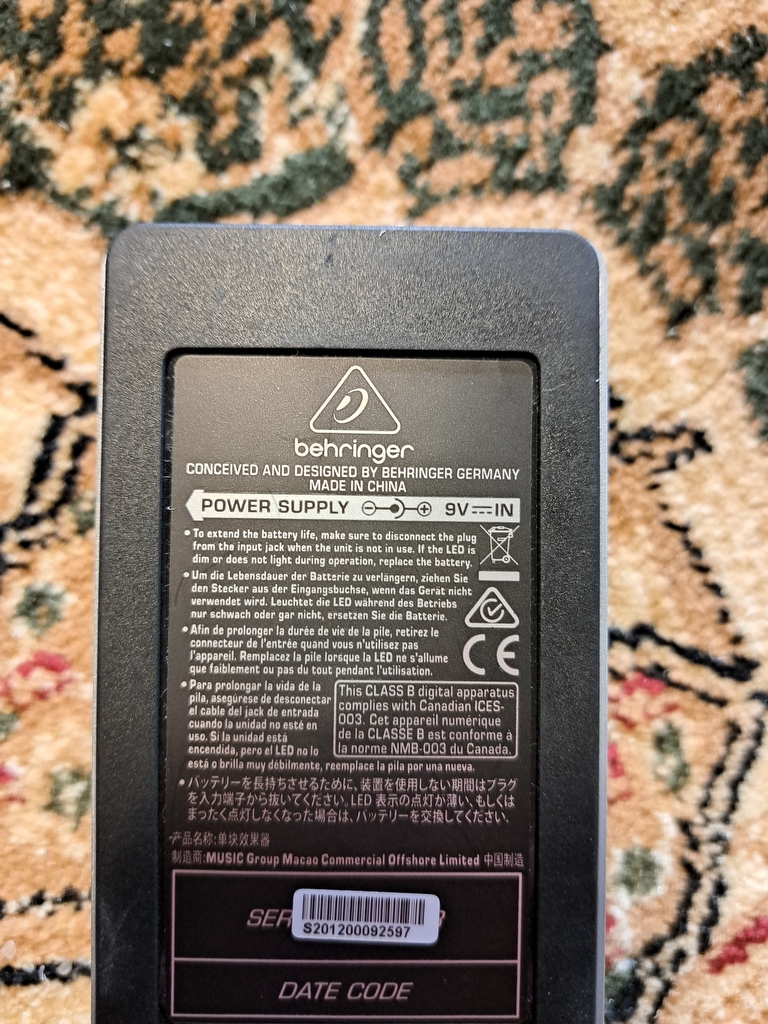 behringer
CONCEIVED AND DESIGNED BY BEHRINGER GERMANY
MADE IN CHINA
POWER SUPPLY 9V IN
• To extend the battery life, make sure to disconnect the plug
from the input jack when the unit is not in use. If the LED is
dim or does not light during operation, replace the battery.
• Um die Lebensdauer der Batterie zu verlängern, ziehen Sie
den Stecker aus der Eingangsbuchse, wenn das Gerät nicht
verwendet wird. Leuchtet die LED während des Betriebs
nur schwach oder gar nicht, ersetzen Sie die Batterie.
• Afin de prolonger la durée de vie de la pile, retirez le
connecteur de l'entrée quand vous n'utilisez pas
l'appareil. Remplacez la pile lorsque la LED ne s'allume
que faiblement ou pas du tout pendant l'utilisation.
CE
• Para prolongar la vida de la
pila, asegúrese de desconectar
el cable del jack de entrada
cuando la unidad no esté en
uso. Si la unidad está
encendida, pero el LED no lo
está o brilla muy débilmente, reemplace la pila por una nueva.
This CLASS B digital apparatus
complies with Canadian ICES-
003. Cet appareil numérique
de la CLASSE B est conforme à
la norme NMB-003 du Canada.
• バッテリーを長持ちさせるために、装置を使用しない期間はプラグ
を入力端子から抜いてください。LED 表示の点灯が薄い、もしくは
まったく点灯しなくなった場合は、バッテリーを交換してください。
产品名称:单块效果器
制造商:MUSIC Group Macao Commercial Offshore Limited 中国制造
S201200092597
DATE CODE